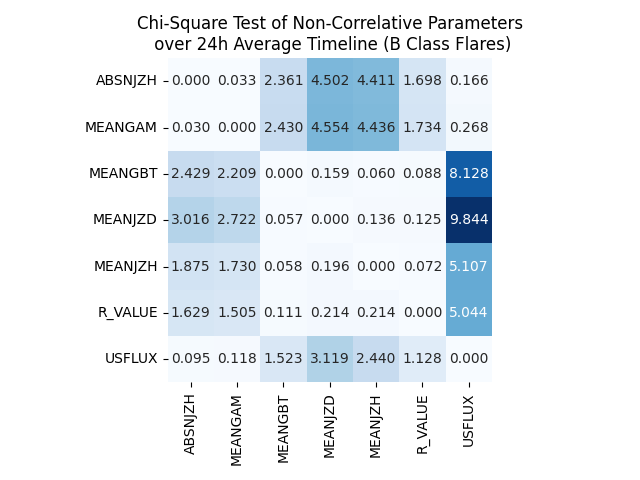 Chi-Square Test of Non-Correlative Parameters
over 24h Average Timeline (B Class Flares)
ABSNJZH 0.000 0.033 2.361 4.502 4.411 1.698 0.166
MEANGAM 0.030 0.000 2.430 4.554 4.436 1.734 0.268
MEANGBT 2.429 2.209 0.000 0.159 0.060 0.088 8.128
MEANJZD 3.016 2.722 0.057 0.000 0.136 0.125 9.844
MEANJZH 1.875 1.730 0.058 0.196 0.000 0.072 5.107
R_VALUE 1.629 1.505 0.111 0.214 0.214 0.000 5.044
USFLUX 0.095 0.118 1.523 3.119 2.440 1.128 0.000
ABSNJZH
MEANGAM
MEANGBT
MEANJZD
MEANJZH
R_VALUE
USFLUX